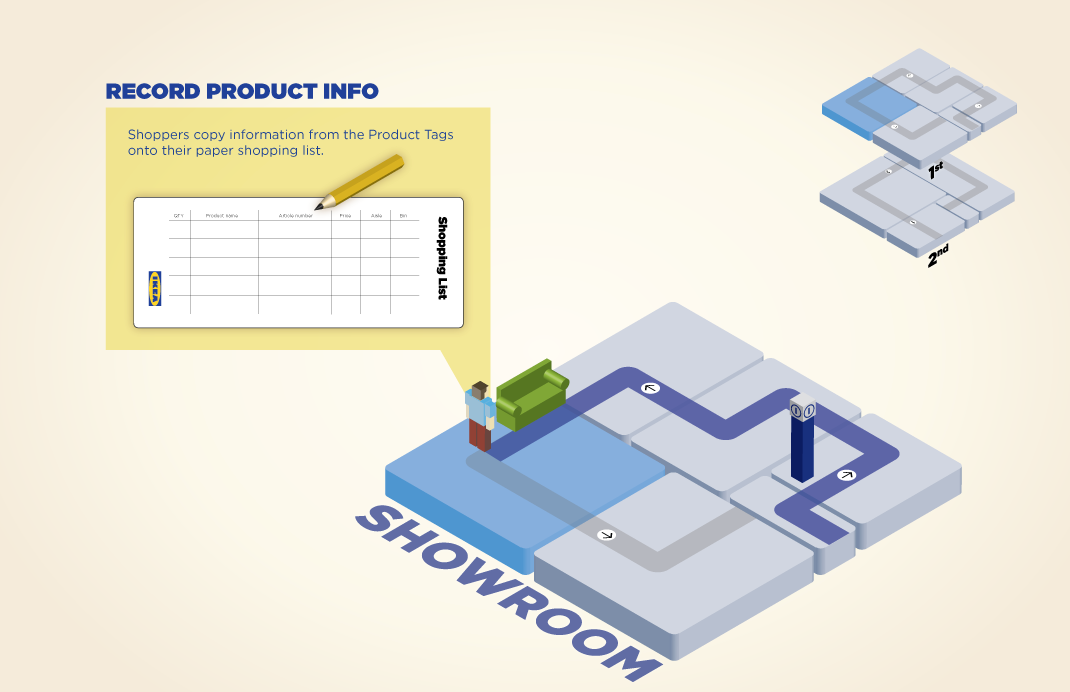 RECORD PRODUCT INFO
Shoppers copy information from the Product Tags
onto their paper shopping list.
QTY Product name Article number Price Aisle Bin
Shopping List
IKEA
1st
2nd
SHOWROOM